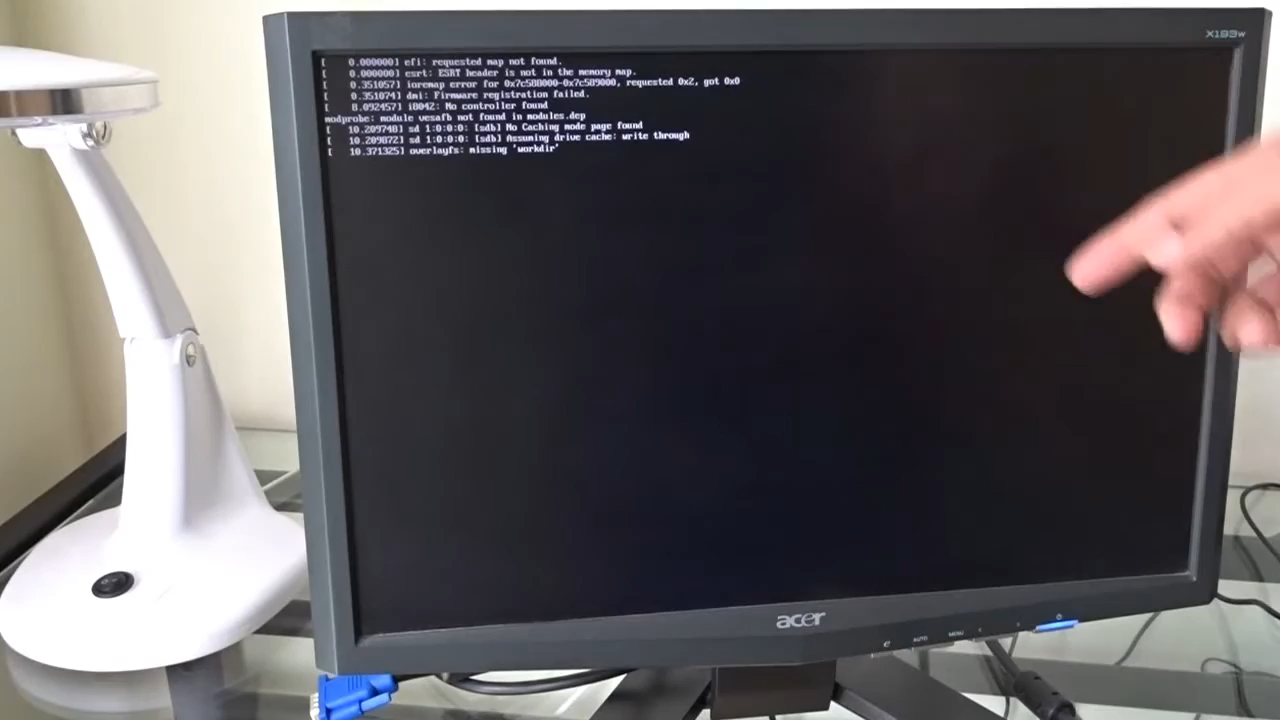 X193w
[    0.000000] efi: requested map not found.
[    0.000000] esrt: ESRT header is not in the memory map.
[    0.351057] ioremap error for 0x7c588000-0x7c589000, requested 0x2, got 0x0
[    0.351074] dmi: Firmware registration failed.
[    8.092457] i8042: No controller found
modprobe: module vesafb not found in modules.dep
[   10.209748] sd 1:0:0:0: [sdb] No Caching mode page found
[   10.209872] sd 1:0:0:0: [sdb] Assuming drive cache: write through
[   10.371325] overlayfs: missing 'workdir'
acer
e AUTO MENU < >